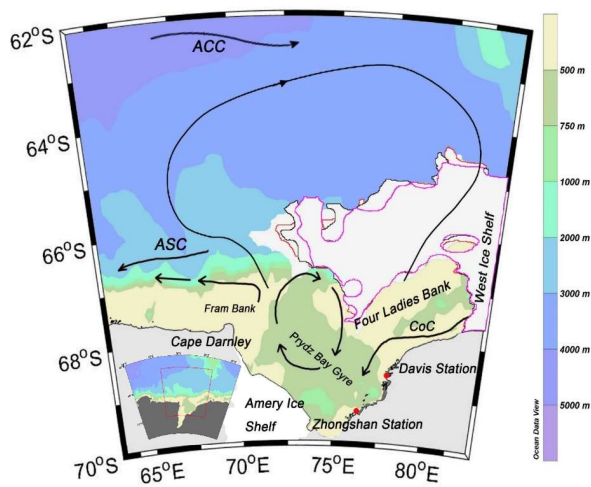 62°S
ACC
64°S
66°S
ASC
Fram Bank
Four Ladies Bank
West Ice Shelf
CoC
Cape Darnley
Prydz Bay Gyre
68°S
Davis Station
Amery Ice
Shelf
Zhongshan Station
70°S
65°E
70°E
75°E
80°E
500 m
750 m
1000 m
2000 m
3000 m
4000 m
5000 m
Ocean Data View